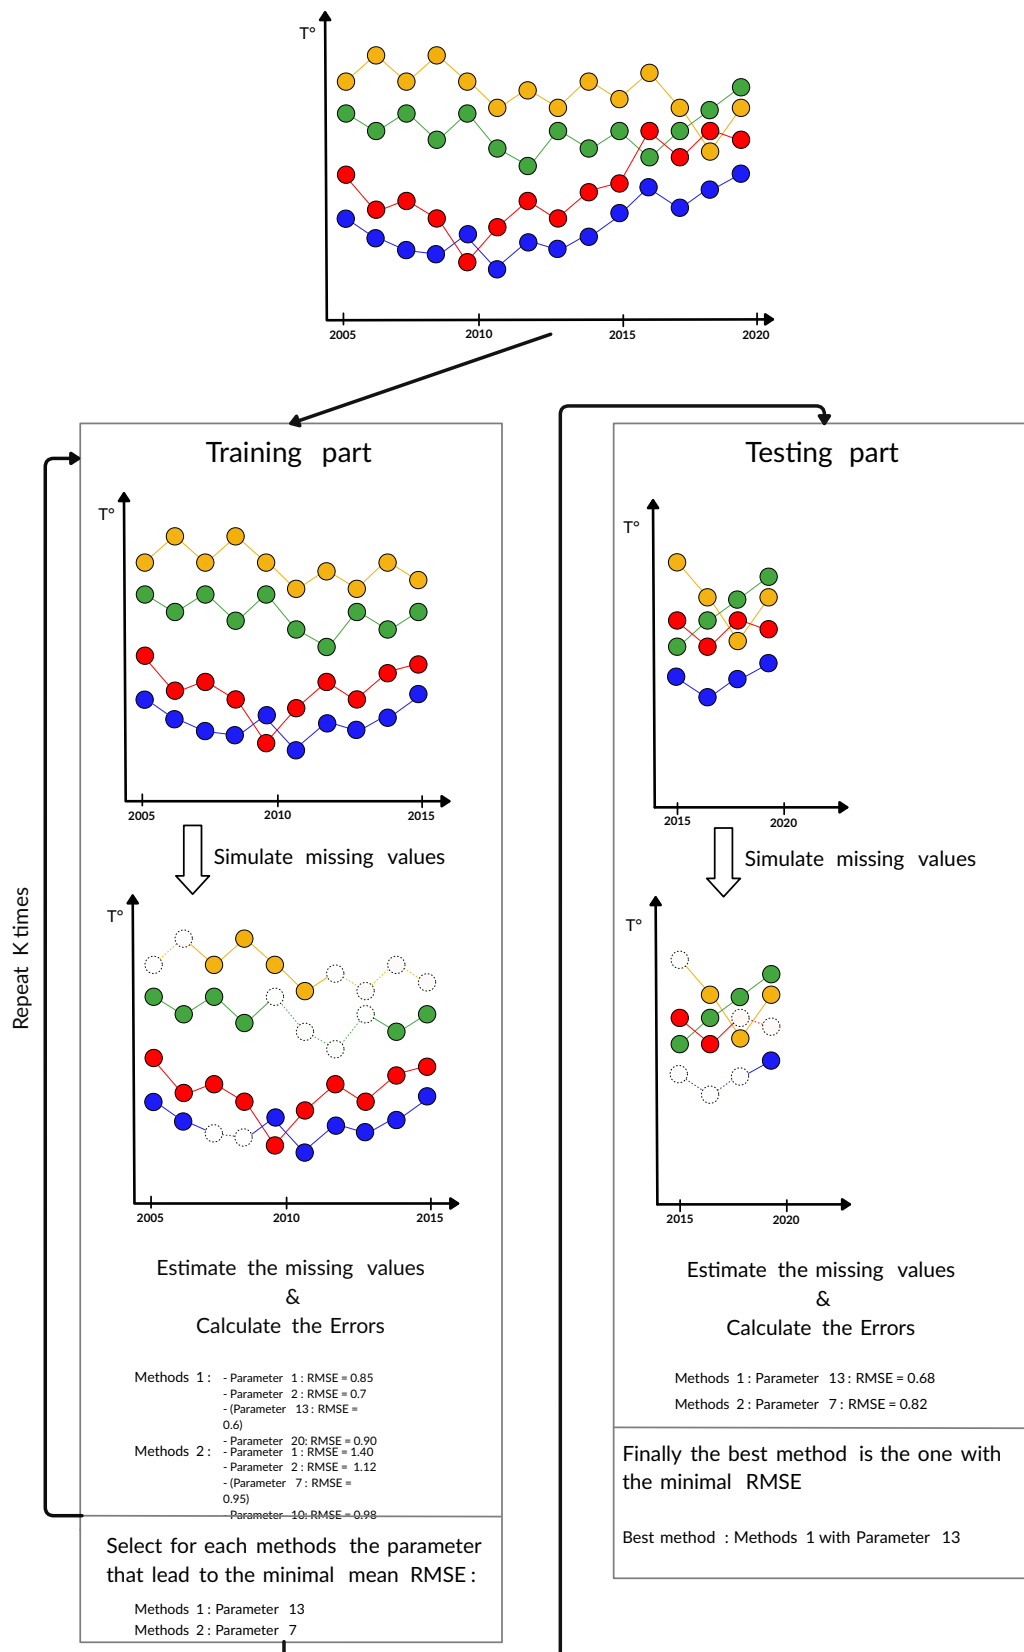 T°
2005 2010 2015 2020
Training part
T°
2005 2010 2015
Simulate missing values
T°
2005 2010 2015
Repeat K times
Estimate the missing values
&
Calculate the Errors
Methods 1 : - Parameter 1 : RMSE = 0.85
- Parameter 2 : RMSE = 0.7
- (Parameter 13 : RMSE =
0.6)
- Parameter 20: RMSE = 0.90
Methods 2 : - Parameter 1 : RMSE = 1.40
- Parameter 2 : RMSE = 1.12
- (Parameter 7 : RMSE =
0.95)
- Parameter 10: RMSE = 0.98
Select for each methods the parameter
that lead to the minimal mean RMSE :
Methods 1 : Parameter 13
Methods 2 : Parameter 7
Testing part
T°
2015 2020
Simulate missing values
T°
2015 2020
Estimate the missing values
&
Calculate the Errors
Methods 1 : Parameter 13 : RMSE = 0.68
Methods 2 : Parameter 7 : RMSE = 0.82
Finally the best method is the one with
the minimal RMSE
Best method : Methods 1 with Parameter 13